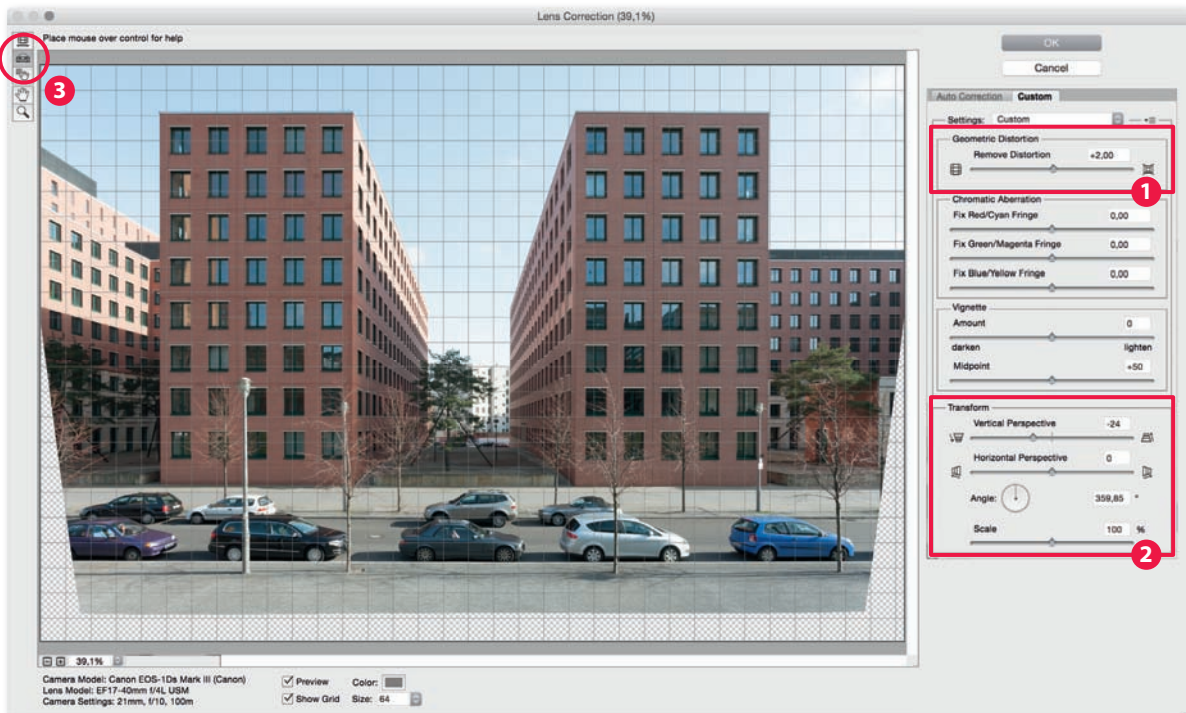 Lens Correction (39,1%)
Place mouse over control for help
3
OK
Cancel
Auto Correction Custom
Settings: Custom
Geometric Distortion
Remove Distortion +2,00
1
Chromatic Aberration
Fix Red/Cyan Fringe 0,00
Fix Green/Magenta Fringe 0,00
Fix Blue/Yellow Fringe 0,00
Vignette
Amount 0
darken lighten
Midpoint +50
Transform
Vertical Perspective -24
Horizontal Perspective 0
Angle: 359,85 °
Scale 100 %
2
39,1%
Camera Model: Canon EOS-1Ds Mark III (Canon)
Lens Model: EF17-40mm f/4L USM
Camera Settings: 21mm, f/10, 100m
Preview Color:
Show Grid Size: 64